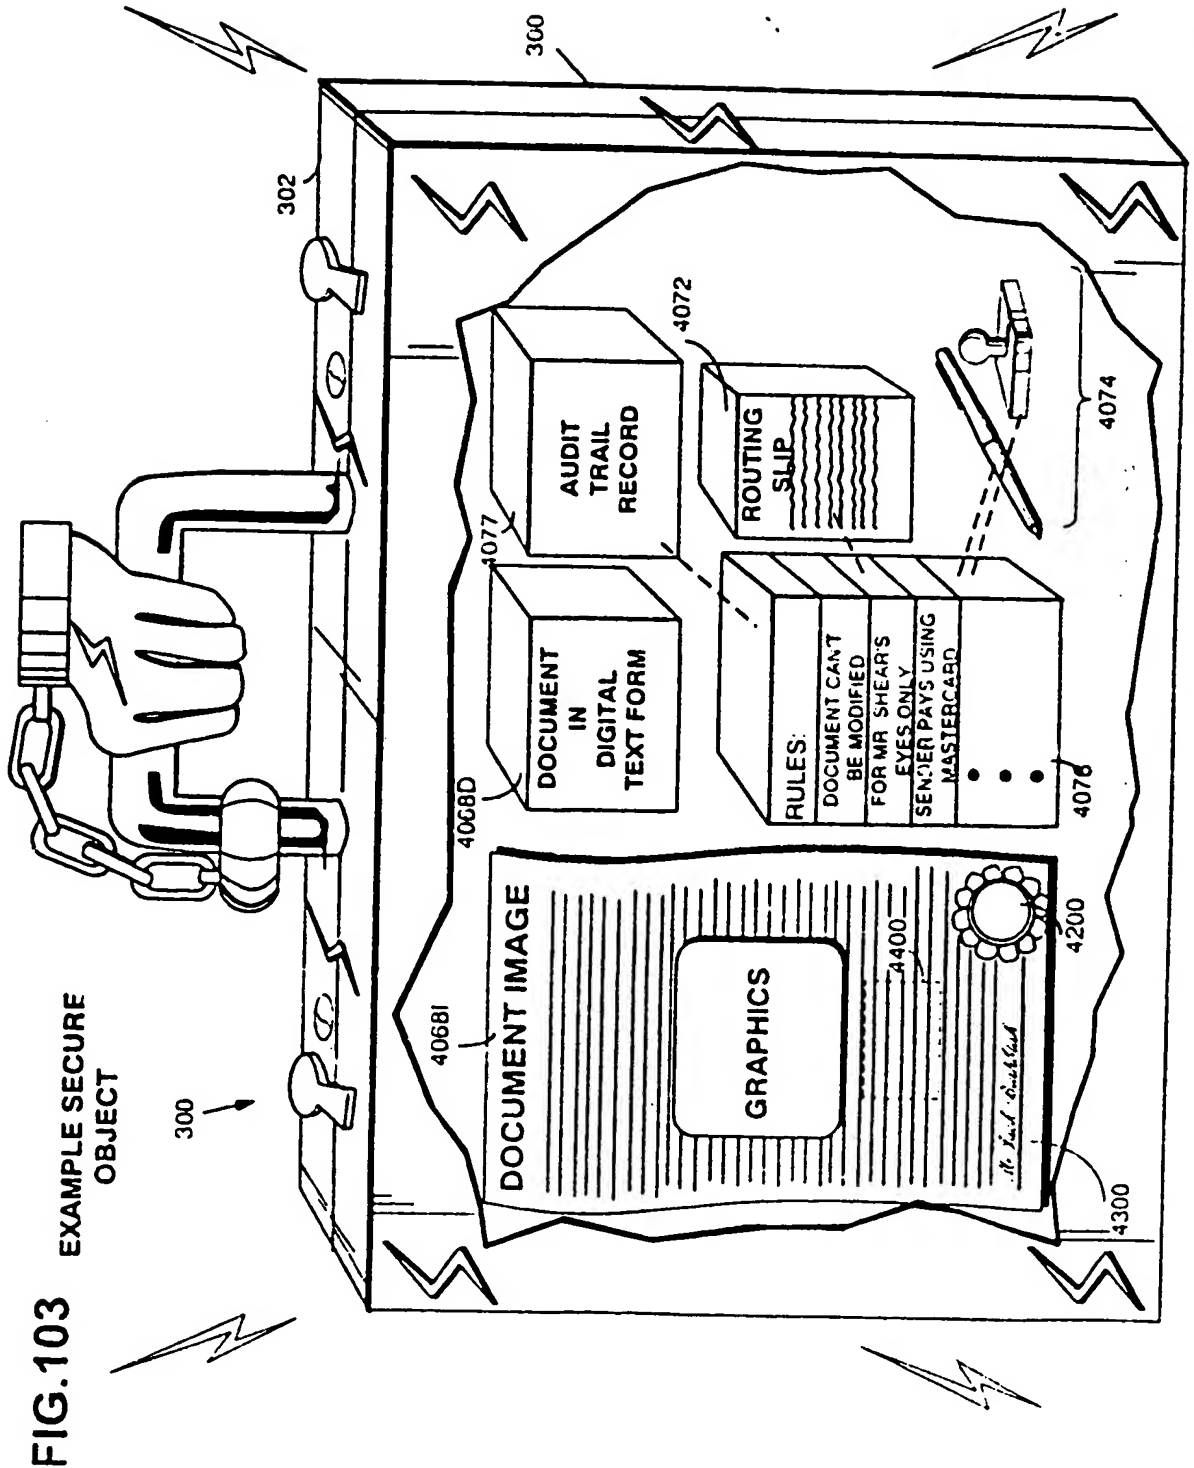 FIG.103
EXAMPLE SECURE
OBJECT
300
302
300
4068I
DOCUMENT IMAGE
GRAPHICS
4400
4200
4300
4068D
DOCUMENT
IN
DIGITAL
TEXT FORM
4077
AUDIT
TRAIL
RECORD
4072
ROUTING
SLIP
RULES:
DOCUMENT CAN'T
BE MODIFIED
FOR MR SHEAR'S
EYES ONLY
SENDER PAYS USING
MASTERCARD
4076
4074